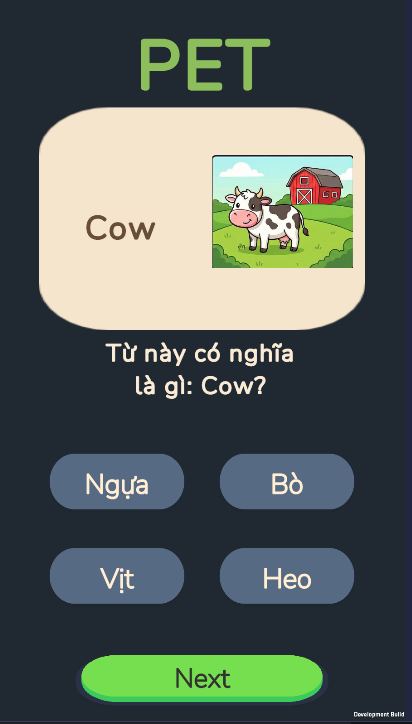 PET
Cow
Từ này có nghĩa
là gì: Cow?
Ngựa
Bò
Vịt
Heo
Next
Development Build